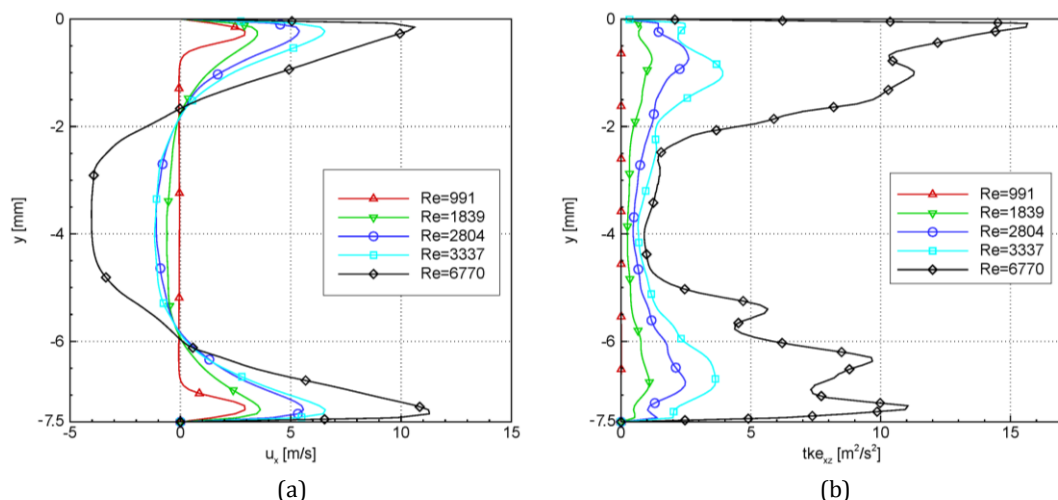 0
-2
-4
-6
-7.5
y [mm]
-5
0
5
10
15
u_x [m/s]
Re=991
Re=1839
Re=2804
Re=3337
Re=6770
(a)
0
-2
-4
-6
-7.5
y [mm]
0
5
10
15
tke_xz [m²/s²]
Re=991
Re=1839
Re=2804
Re=3337
Re=6770
(b)